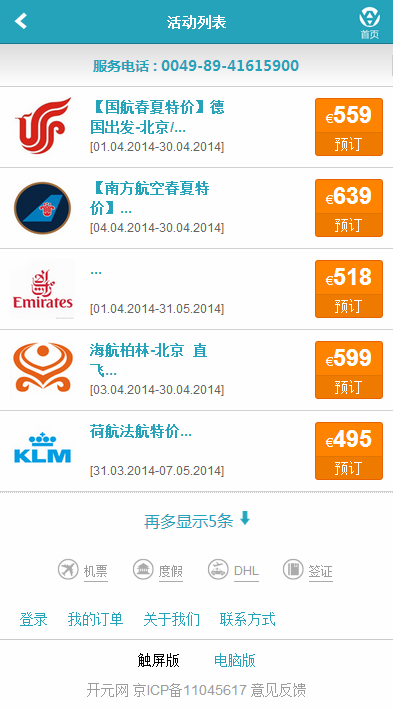 活动列表
首页
服务电话 : 0049-89-41615900
【国航春夏特价】德
国出发-北京/...
[01.04.2014-30.04.2014]
€559
预订
【南方航空春夏特
价】...
[04.04.2014-30.04.2014]
€639
预订
Emirates
...
[01.04.2014-31.05.2014]
€518
预订
海航柏林-北京 直
飞...
[03.04.2014-30.04.2014]
€599
预订
KLM
荷航法航特价...
[31.03.2014-07.05.2014]
€495
预订
再多显示5条
机票 度假 DHL 签证
登录 我的订单 关于我们 联系方式
触屏版 电脑版
开元网 京ICP备11045617 意见反馈